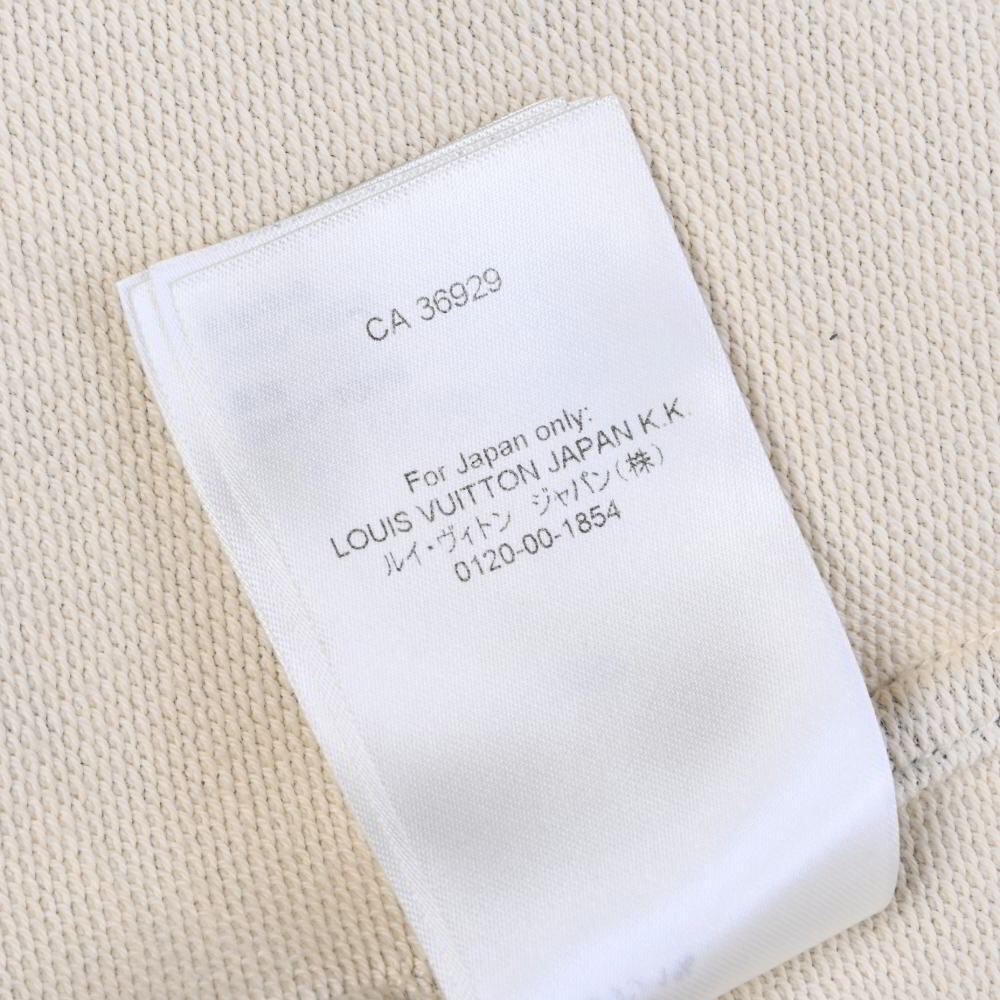 CA 36929
For Japan only:
LOUIS VUITTON JAPAN K.K.
ルイ・ヴィトン ジャパン(株)
0120-00-1854